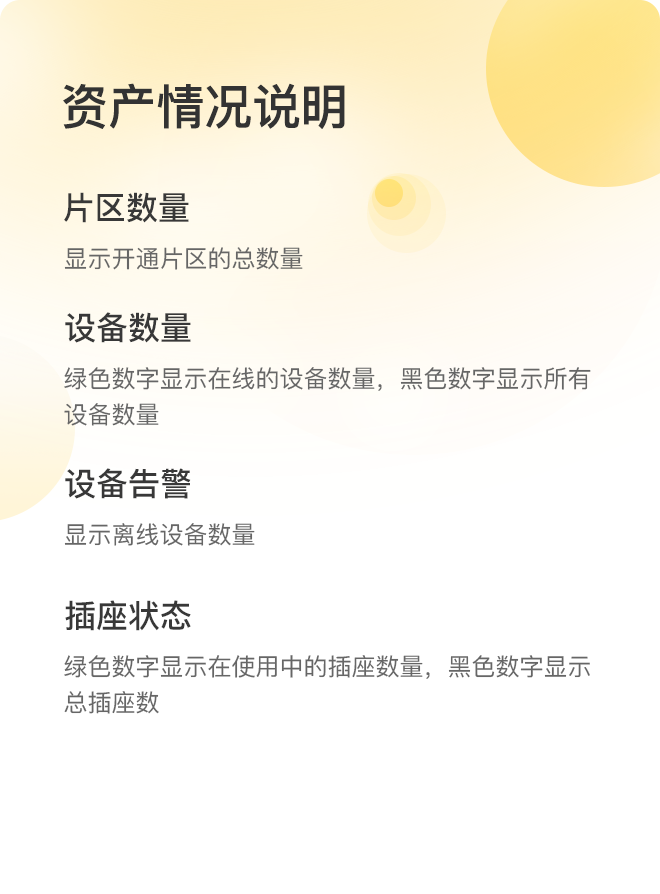 资产情况说明
片区数量
显示开通片区的总数量
设备数量
绿色数字显示在线的设备数量，黑色数字显示所有
设备数量
设备告警
显示离线设备数量
插座状态
绿色数字显示在使用中的插座数量，黑色数字显示
总插座数